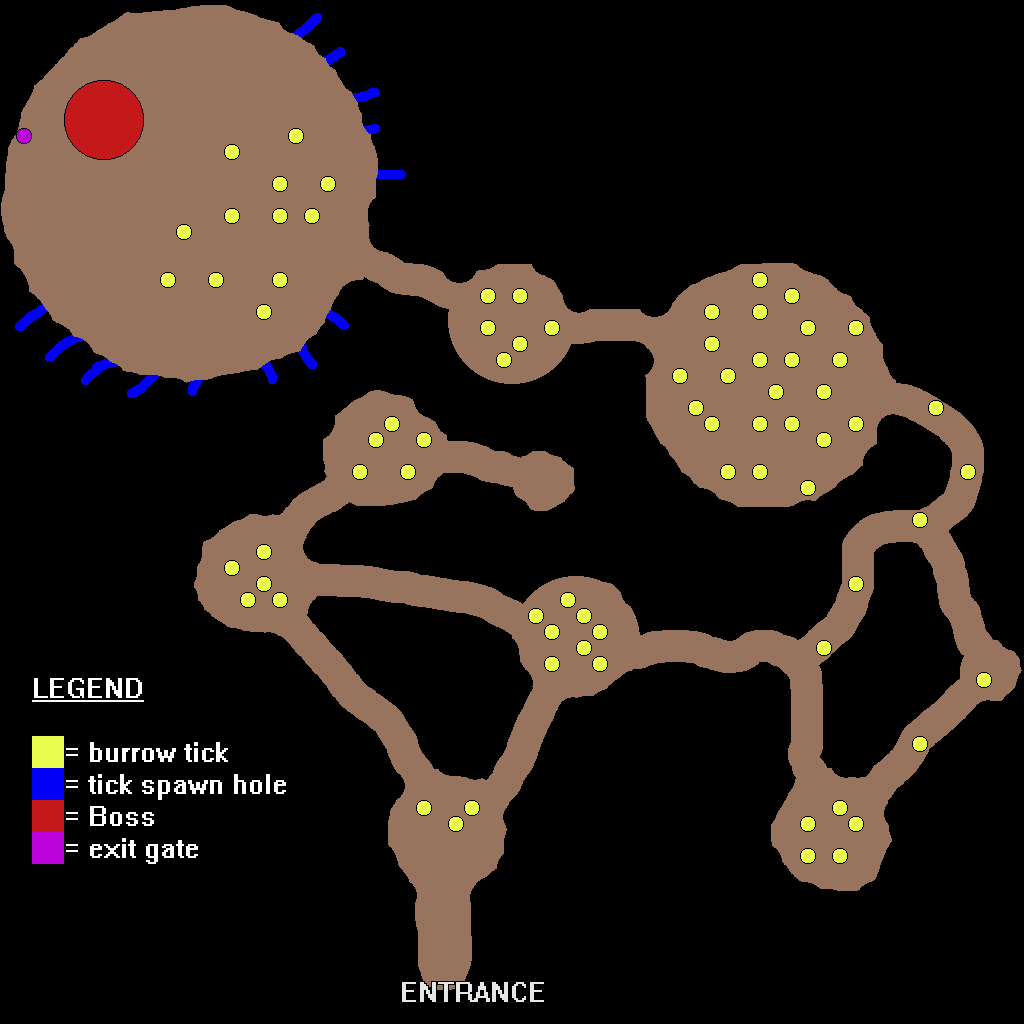 LEGEND
= burrow tick
= tick spawn hole
= Boss
= exit gate
ENTRANCE